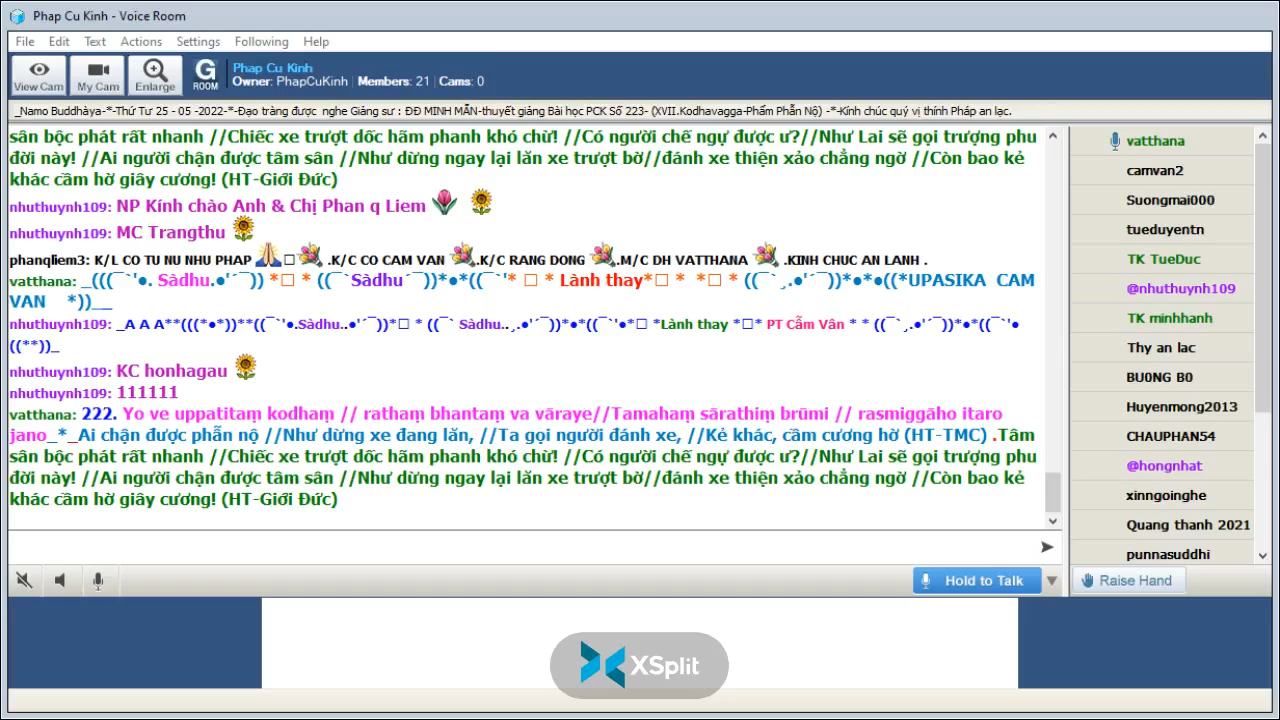 Phap Cu Kinh - Voice Room
File Edit Text Actions Settings Following Help
View Cam My Cam Enlarge G ROOM Phap Cu Kinh
Owner: PhapCuKinh | Members: 21 | Cams: 0
_Namo Buddhàya-*-Thứ Tư 25 - 05 -2022-*-Đạo tràng được nghe Giảng sư : ĐĐ MINH MẪN-thuyết giảng Bài học PCK Số 223- (XVII.Kodhavagga-Phẩm Phẫn Nộ) -*-Kính chúc quý vị thính Pháp an lạc.
sân bộc phát rất nhanh //Chiếc xe trượt dốc hãm phanh khó chừ! //Có người chế ngự được ư?//Như Lai sẽ gọi trượng phu
đời này! //Ai người chận được tâm sân //Như dừng ngay lại lăn xe trượt bờ//đánh xe thiện xảo chẳng ngờ //Còn bao kẻ
khác cầm hờ giây cương! (HT-Giới Đức)
nhuthuynh109: NP Kính chào Anh & Chị Phan q Liem
nhuthuynh109: MC Trangthu
phanqliem3: K/L CO TU NU NHU PHAP □ .K/C CO CAM VAN .K/C RANG DONG .M/C DH VATTHANA .KINH CHUC AN LANH .
vatthana: _(((¯`'●. Sàdhu.●'´¯)) *□ * ((¯`Sàdhu´¯))*●*((¯`'* □ * Lành thay*□ * *□ * ((¯`¸.●'´¯))*●*●((*UPASIKA CAM
VAN *))__
nhuthuynh109: _A A A**(((*●*))**((¯`'●.Sàdhu..●'´¯))*□ * ((¯` Sàdhu..¸.●'´¯))*●*((¯`'●*□ *Lành thay *□* PT Cẫm Vân * * ((¯`¸.●'´¯))*●*((¯`'●
((**))_
nhuthuynh109: KC honhagau
nhuthuynh109: 111111
vatthana: 222. Yo ve uppatitaṃ kodhaṃ // rathaṃ bhantaṃ va vāraye//Tamahaṃ sārathiṃ brūmi // rasmiggāho itaro
jano_*_Ai chận được phẫn nộ //Như dừng xe đang lăn, //Ta gọi người đánh xe, //Kẻ khác, cầm cương hờ (HT-TMC) .Tâm
sân bộc phát rất nhanh //Chiếc xe trượt dốc hãm phanh khó chừ! //Có người chế ngự được ư?//Như Lai sẽ gọi trượng phu
đời này! //Ai người chận được tâm sân //Như dừng ngay lại lăn xe trượt bờ//đánh xe thiện xảo chẳng ngờ //Còn bao kẻ
khác cầm hờ giây cương! (HT-Giới Đức)
Hold to Talk
vatthana
camvan2
Suongmai000
tueduyentn
TK TueDuc
@nhuthuynh109
TK minhhanh
Thy an lac
BU0NG B0
Huyenmong2013
CHAUPHAN54
@hongnhat
xinngoinghe
Quang thanh 2021
punnasuddhi
Raise Hand
XSplit